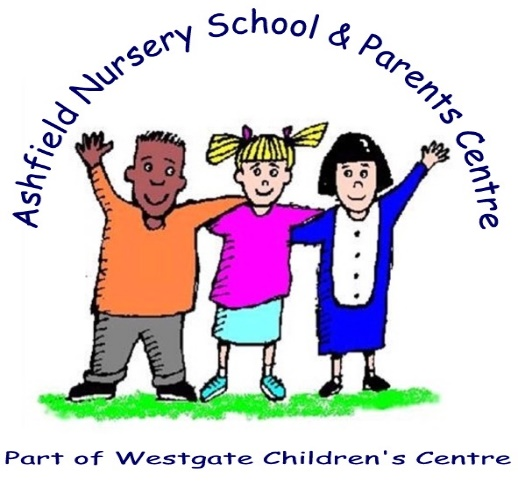 Ashfield Nursery School & Parents Centre
Part of Westgate Children's Centre